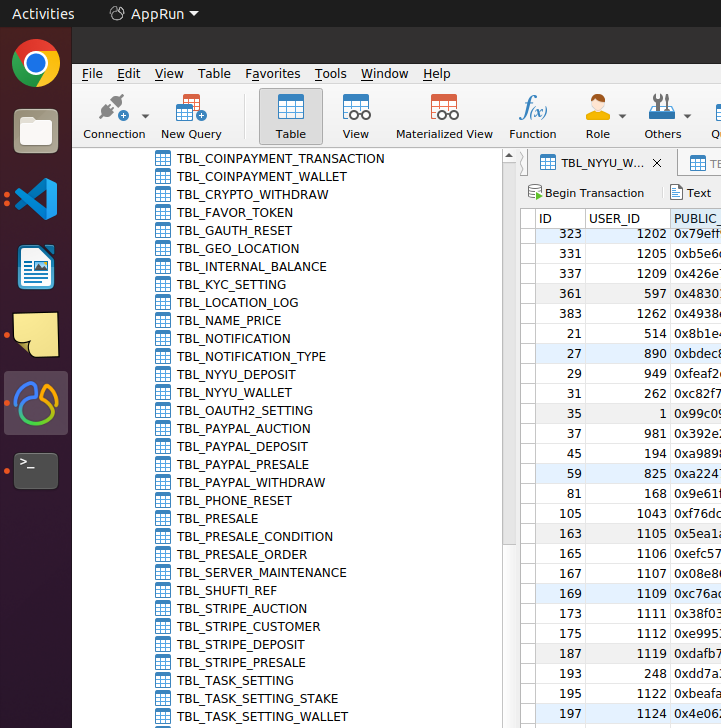 Activities AppRun
File Edit View Table Favorites Tools Window Help
Connection New Query Table View Materialized View Function Role Others
TBL_COINPAYMENT_TRANSACTION
TBL_COINPAYMENT_WALLET
TBL_CRYPTO_WITHDRAW
TBL_FAVOR_TOKEN
TBL_GAUTH_RESET
TBL_GEO_LOCATION
TBL_INTERNAL_BALANCE
TBL_KYC_SETTING
TBL_LOCATION_LOG
TBL_NAME_PRICE
TBL_NOTIFICATION
TBL_NOTIFICATION_TYPE
TBL_NYYU_DEPOSIT
TBL_NYYU_WALLET
TBL_OAUTH2_SETTING
TBL_PAYPAL_AUCTION
TBL_PAYPAL_DEPOSIT
TBL_PAYPAL_PRESALE
TBL_PAYPAL_WITHDRAW
TBL_PHONE_RESET
TBL_PRESALE
TBL_PRESALE_CONDITION
TBL_PRESALE_ORDER
TBL_SERVER_MAINTENANCE
TBL_SHUFTI_REF
TBL_STRIPE_AUCTION
TBL_STRIPE_CUSTOMER
TBL_STRIPE_DEPOSIT
TBL_STRIPE_PRESALE
TBL_TASK_SETTING
TBL_TASK_SETTING_STAKE
TBL_TASK_SETTING_WALLET
TBL_NYYU_W...
Begin Transaction Text
ID USER_ID PUBLIC_
323 1202 0x79eff
331 1205 0xb5e6
337 1209 0x426e
361 597 0x4830
383 1262 0x4938
21 514 0x8b1e
27 890 0xbdec
29 949 0xfeaf2
31 262 0xc82f7
35 1 0x99c0
37 981 0x392e
45 194 0xa989
59 825 0xa224
81 168 0x9e61
105 1043 0xf76d
163 1105 0x5ea1
165 1106 0xefc57
167 1107 0x08e8
169 1109 0xc76a
173 1111 0x38f03
175 1112 0xe995
187 1119 0xdafb7
193 248 0xdd7a
195 1122 0xbeafa
197 1124 0x4e06